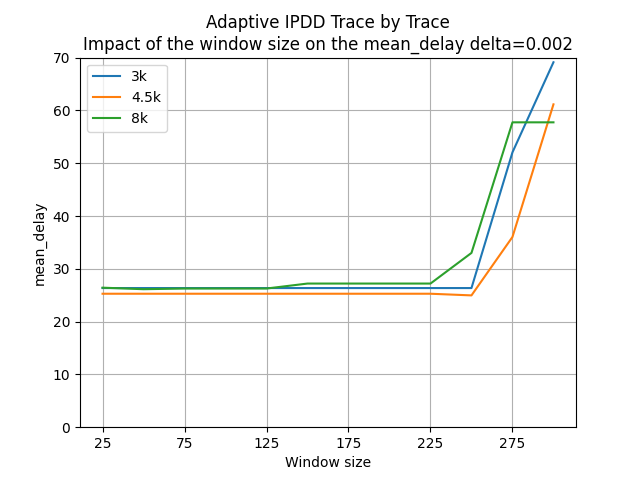 Adaptive IPDD Trace by Trace
Impact of the window size on the mean_delay delta=0.002
3k
4.5k
8k
70
60
50
40
30
20
10
0
mean_delay
25 75 125 175 225 275
Window size